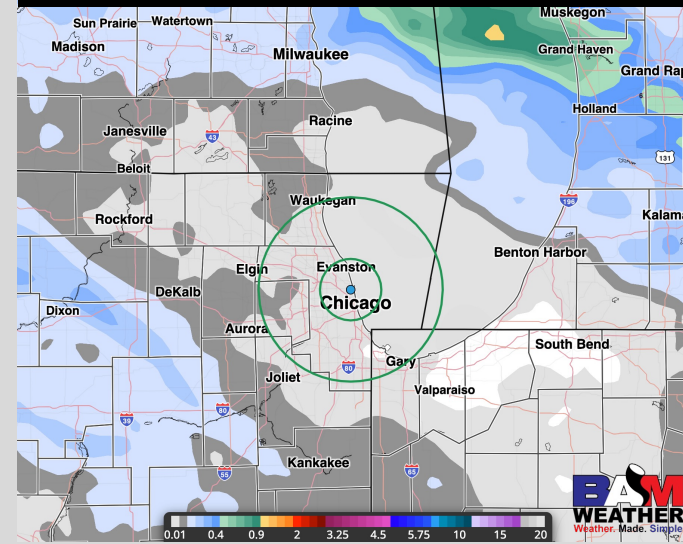 Muskegon
Sun Prairie
Watertown
Madison
Milwaukee
Grand Haven
Grand Rap
6
Holland
Racine
Janesville
43
131
Beloit
Waukegan
196
Rockford
Kalama
Benton Harbor
Elgin
Evanston
DeKalb
Chicago
Dixon
Aurora
South Bend
Gary
80
Joliet
Valparaiso
80
39
Kankakee
55
65
BAM
WEATHER
Weather. Made. Simple
0.01 0.4 0.9 2 3.25 4.5 5.75 10 15 20